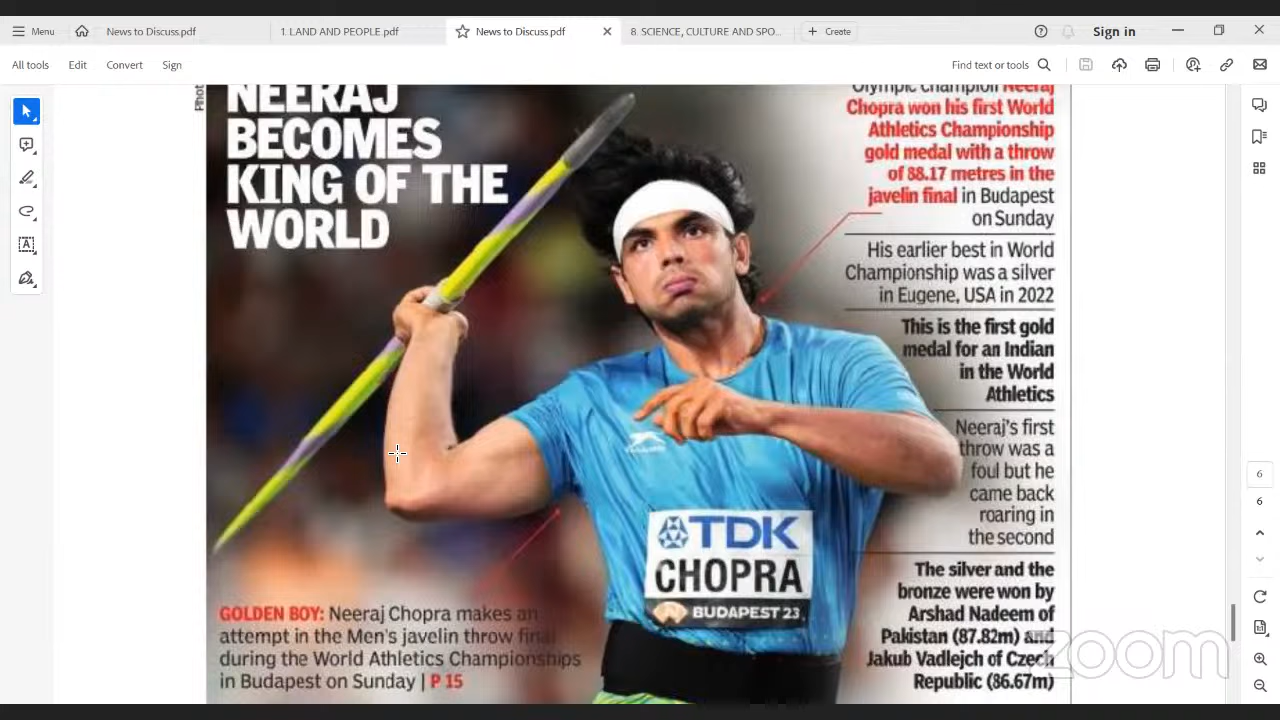 Menu
News to Discuss.pdf
1. LAND AND PEOPLE.pdf
News to Discuss.pdf
8. SCIENCE, CULTURE AND SPO...
Create
Sign in
All tools
Edit
Convert
Sign
Find text or tools
NEERAJ
BECOMES
KING OF THE
WORLD
Olympic champion Neeraj
Chopra won his first World
Athletics Championship
gold medal with a throw
of 88.17 metres in the
javelin final in Budapest
on Sunday
His earlier best in World
Championship was a silver
in Eugene, USA in 2022
This is the first gold
medal for an Indian
in the World
Athletics
Neeraj's first
throw was a
foul but he
came back
roaring in
the second
The silver and the
bronze were won by
Arshad Nadeem of
Pakistan (87.82m) and
Jakub Vadlejch of Czech
Republic (86.67m)
TDK
CHOPRA
BUDAPEST 23
GOLDEN BOY: Neeraj Chopra makes an
attempt in the Men's javelin throw final
during the World Athletics Championships
in Budapest on Sunday | P 15
6
6
zoom